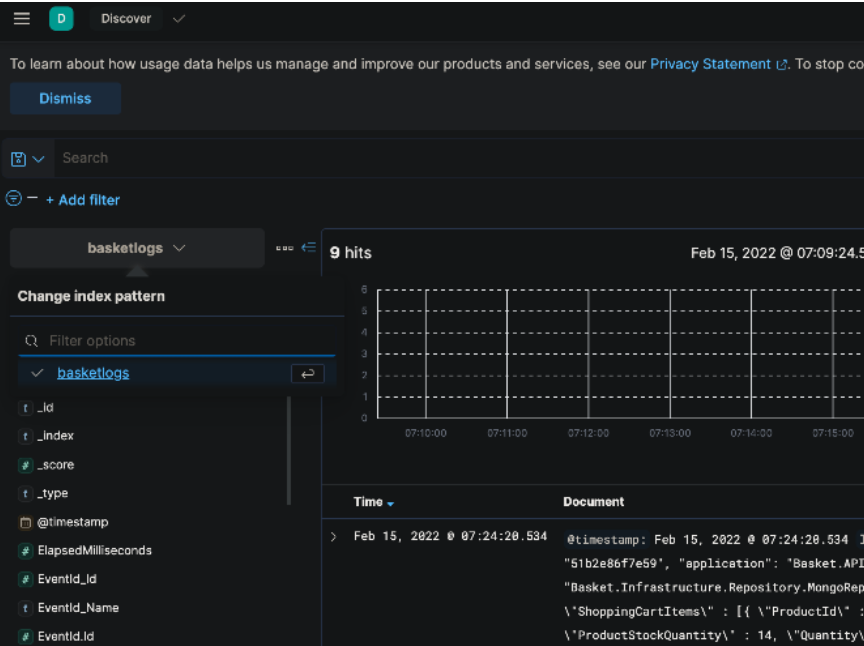 D Discover
To learn about how usage data helps us manage and improve our products and services, see our Privacy Statement. To stop co
Dismiss
Search
+ Add filter
basketlogs
9 hits
Feb 15, 2022 @ 07:09:24.5
Change index pattern
Filter options
basketlogs
6
5
4
3
2
1
0
07:10:00 07:11:00 07:12:00 07:13:00 07:14:00 07:15:00
t _id
t _index
# _score
t _type
@timestamp
# ElapsedMilliseconds
# EventId_Id
t EventId_Name
# EventId.Id
Time Document
Feb 15, 2022 @ 07:24:20.534 @timestamp: Feb 15, 2022 @ 07:24:20.534
"51b2e86f7e59", "application": "Basket.API
"Basket.Infrastructure.Repository.MongoRep
\"ShoppingCartItems\" : [{ \"ProductId\" :
\"ProductStockQuantity\" : 14, \"Quantity\